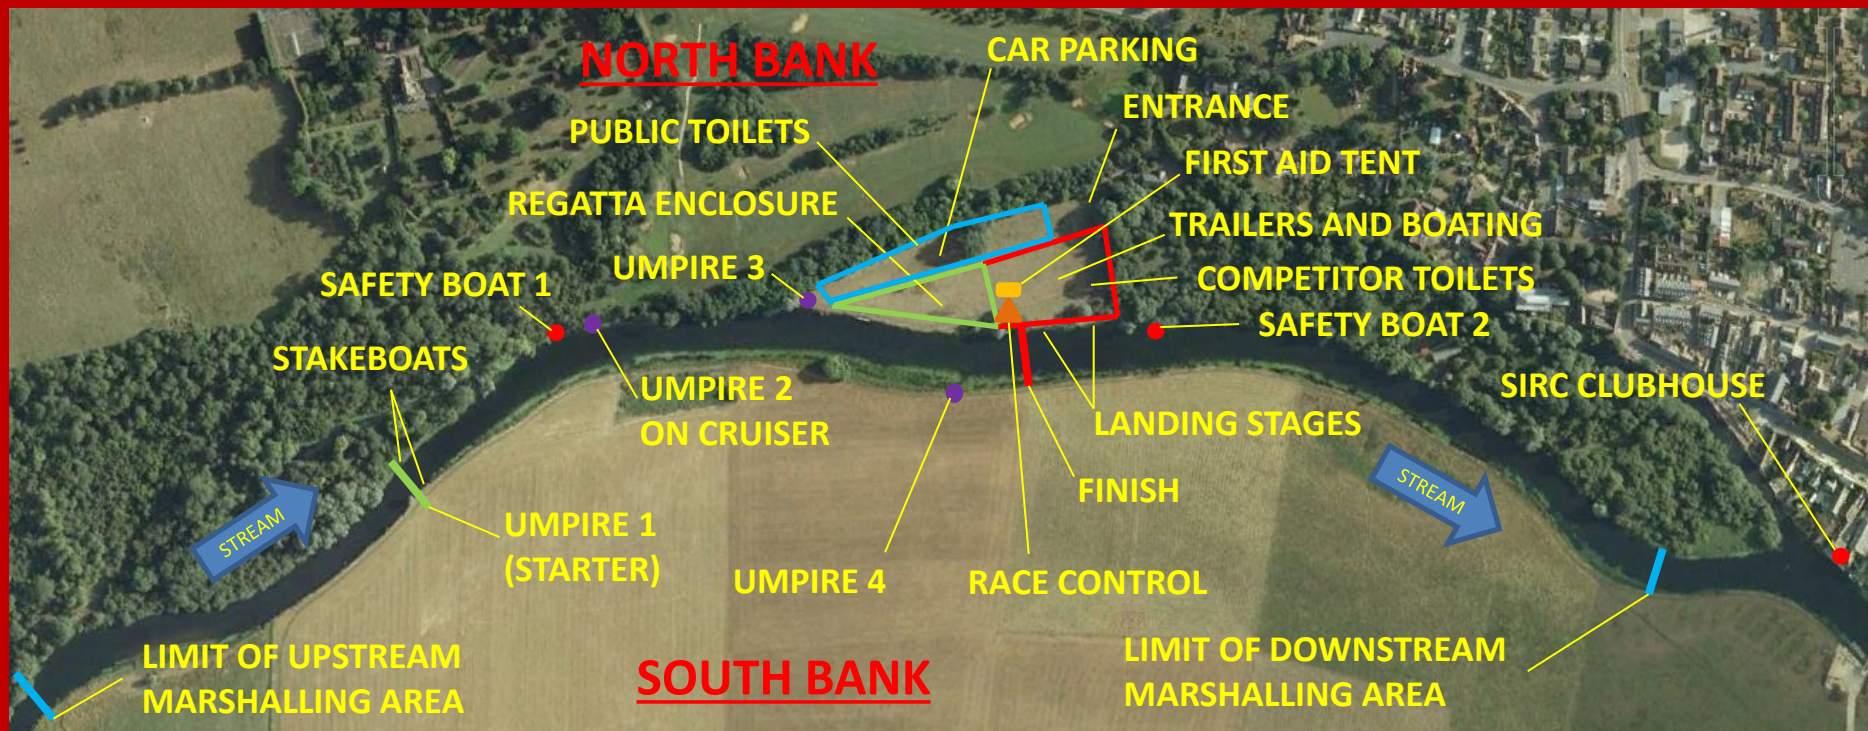 NORTH BANK
CAR PARKING
ENTRANCE
PUBLIC TOILETS
FIRST AID TENT
REGATTA ENCLOSURE
TRAILERS AND BOATING
UMPIRE 3
COMPETITOR TOILETS
SAFETY BOAT 1
SAFETY BOAT 2
STAKEBOATS
UMPIRE 2
ON CRUISER
SIRC CLUBHOUSE
LANDING STAGES
FINISH
STREAM
STREAM
UMPIRE 1
(STARTER)
UMPIRE 4
RACE CONTROL
LIMIT OF UPSTREAM
MARSHALLING AREA
SOUTH BANK
LIMIT OF DOWNSTREAM
MARSHALLING AREA